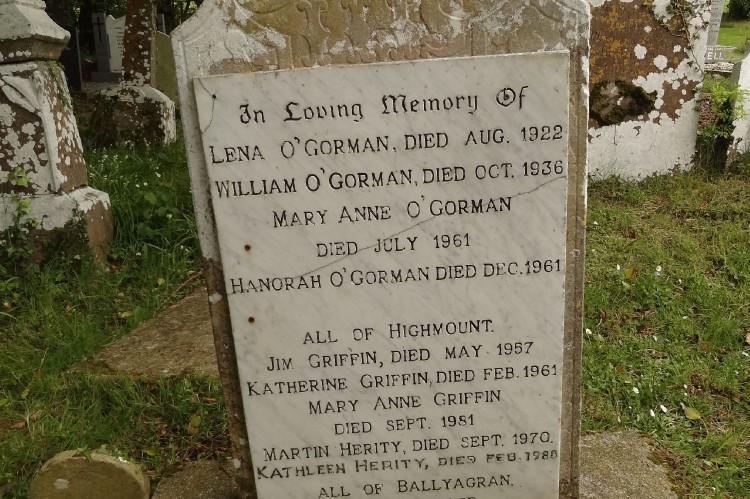 In Loving Memory Of
LENA O'GORMAN, DIED AUG. 1922
WILLIAM O'GORMAN, DIED OCT. 1936
MARY ANNE O'GORMAN
DIED JULY 1961
HANORAH O'GORMAN DIED DEC. 1961
ALL OF HIGHMOUNT.
JIM GRIFFIN, DIED MAY 1957
KATHERINE GRIFFIN, DIED FEB. 1961
MARY ANNE GRIFFIN
DIED SEPT. 1981
MARTIN HERITY, DIED SEPT. 1970.
KATHLEEN HERITY, DIED FEB. 1988
ALL OF BALLYAGRAN.